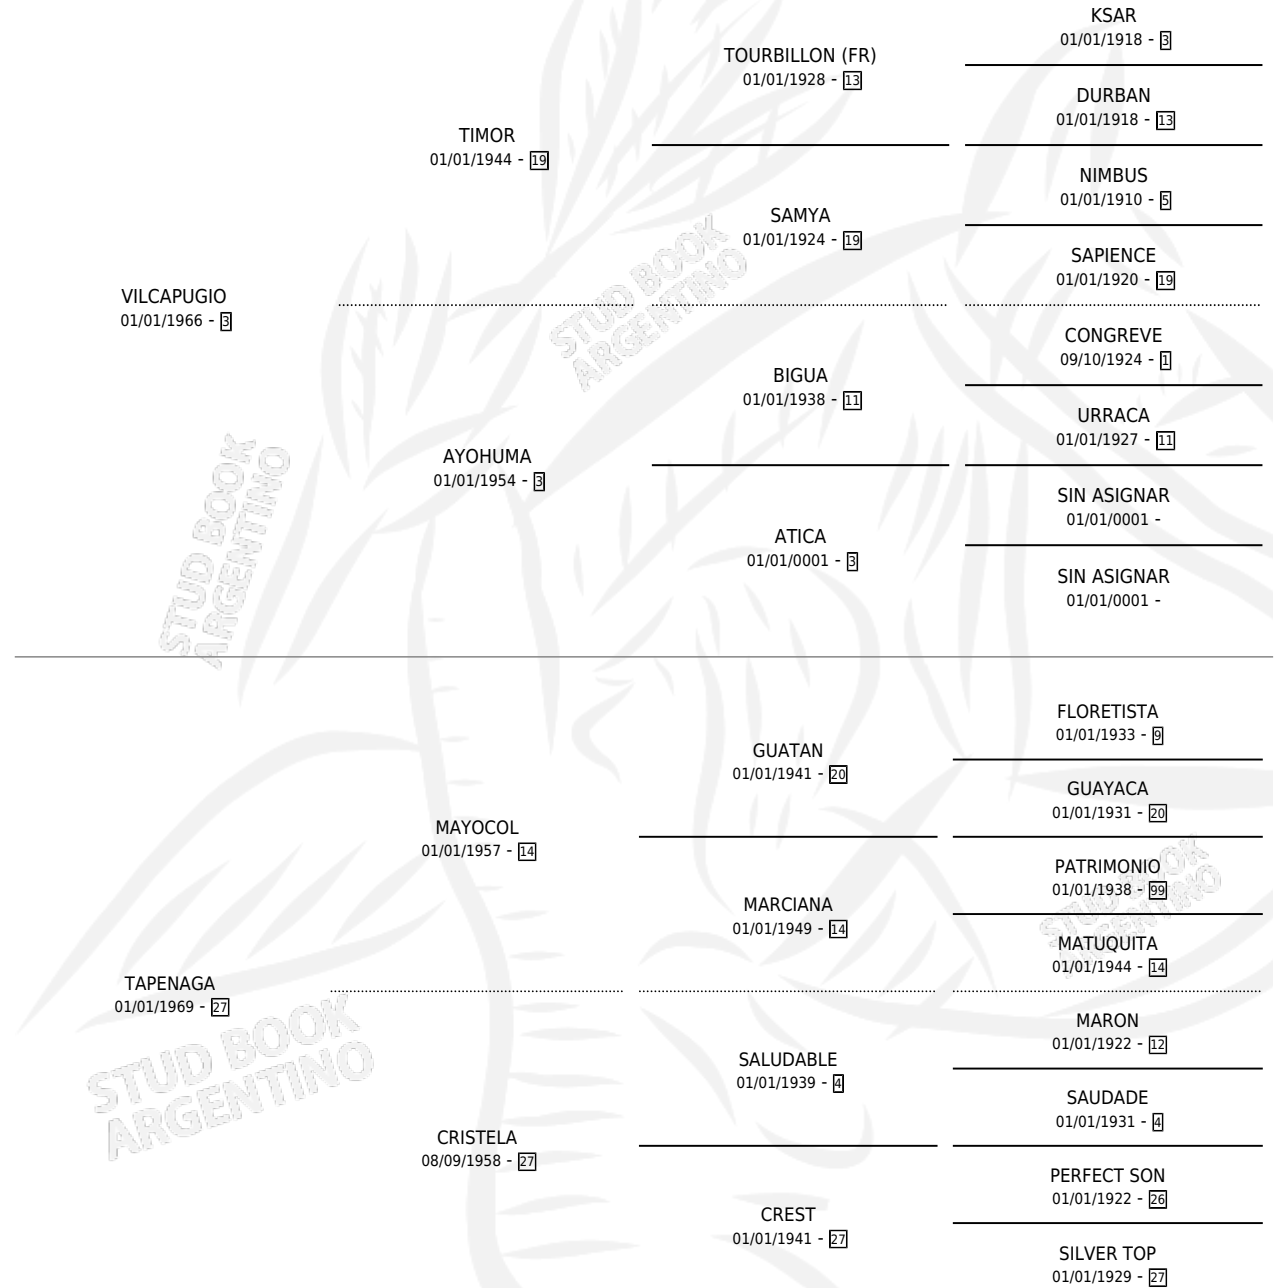 KSAR
01/01/1918 - 3
TOURBILLON (FR)
01/01/1928 - 13
DURBAN
01/01/1918 - 13
TIMOR
01/01/1944 - 19
NIMBUS
01/01/1910 - 5
SAMYA
01/01/1924 - 19
SAPIENCE
01/01/1920 - 19
VILCAPUGIO
01/01/1966 - 3
CONGREVE
09/10/1924 - 1
BIGUA
01/01/1938 - 11
URRACA
01/01/1927 - 11
AYOHUMA
01/01/1954 - 3
SIN ASIGNAR
01/01/0001 -
ATICA
01/01/0001 - 3
SIN ASIGNAR
01/01/0001 -
STUD BOOK
ARGENTINO
STUD BOOK
ARGENTINO
FLORETISTA
01/01/1933 - 9
GUATAN
01/01/1941 - 20
GUAYACA
01/01/1931 - 20
MAYOCOL
01/01/1957 - 14
PATRIMONIO
01/01/1938 - 99
MARCIANA
01/01/1949 - 14
MATUQUITA
01/01/1944 - 14
TAPENAGA
01/01/1969 - 27
MARON
01/01/1922 - 12
SALUDABLE
01/01/1939 - 4
SAUDADE
01/01/1931 - 4
CRISTELA
08/09/1958 - 27
PERFECT SON
01/01/1922 - 26
CREST
01/01/1941 - 27
SILVER TOP
01/01/1929 - 27
STUD BOOK
ARGENTINO
STUD BOOK
ARGENTINO